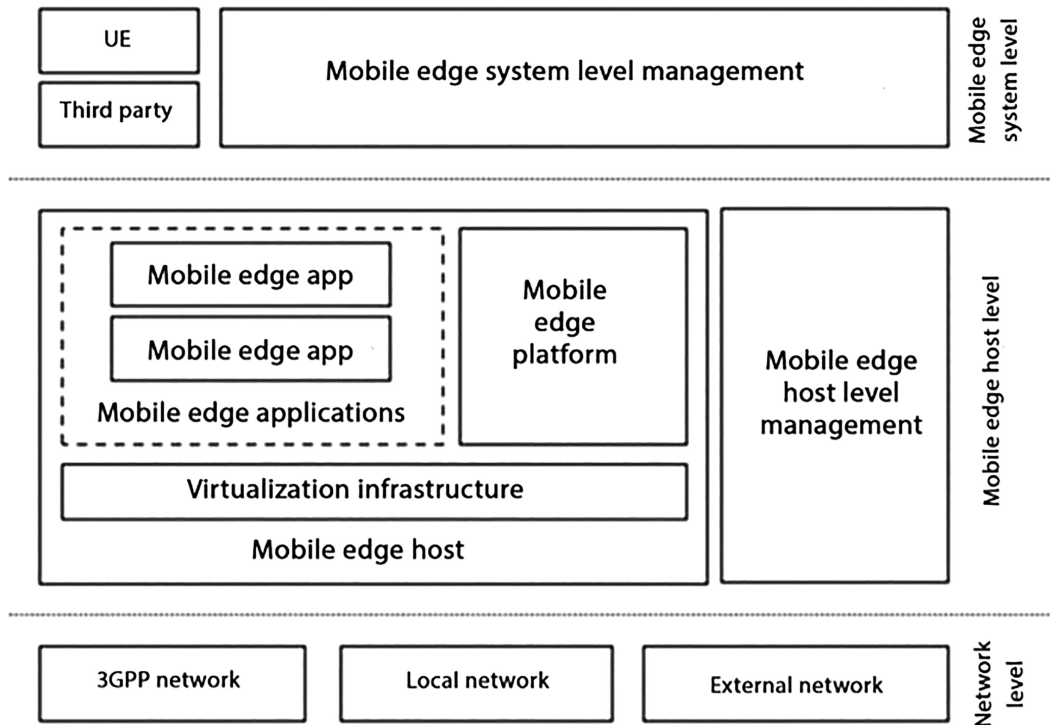 UE
Third party
Mobile edge system level management
Mobile edge
system level
Mobile edge app
Mobile edge app
Mobile edge applications
Mobile
edge
platform
Virtualization infrastructure
Mobile edge host
Mobile edge
host level
management
Mobile edge host level
3GPP network
Local network
External network
Network
level